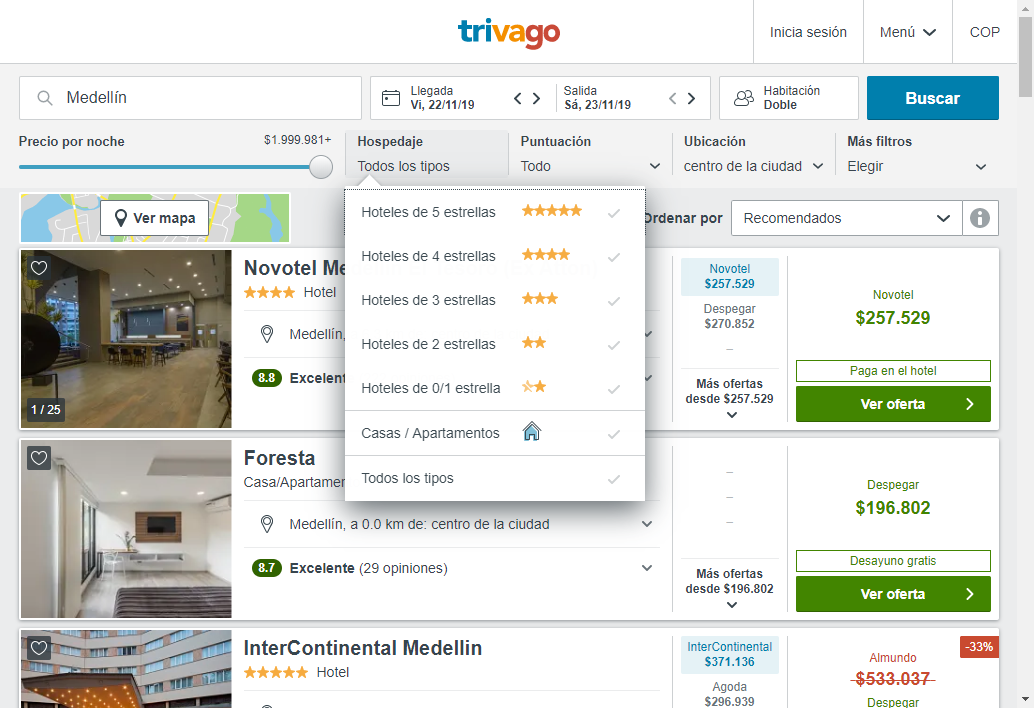 trivago
Inicia sesión
Menú
COP
Medellín
Llegada
Vi, 22/11/19
Salida
Sá, 23/11/19
Habitación
Doble
Buscar
Precio por noche
$1.999.981+
Hospedaje
Todos los tipos
Puntuación
Todo
Ubicación
centro de la ciudad
Más filtros
Elegir
Ver mapa
Ordenar por
Recomendados
Hoteles de 5 estrellas
Hoteles de 4 estrellas
Hoteles de 3 estrellas
Hoteles de 2 estrellas
Hoteles de 0/1 estrella
Casas / Apartamentos
Todos los tipos
Novotel
Hotel
Medellín,
8.8 Excelent
1 / 25
Novotel
$257.529
Despegar
$270.852
–
Más ofertas
desde $257.529
Novotel
$257.529
Paga en el hotel
Ver oferta
Foresta
Casa/Apartamen
Medellín, a 0.0 km de: centro de la ciudad
8.7 Excelente (29 opiniones)
–
–
–
Más ofertas
desde $196.802
Despegar
$196.802
Desayuno gratis
Ver oferta
InterContinental Medellin
Hotel
InterContinental
$371.136
Agoda
$296.939
-33%
Almundo
$533.037
Despegar